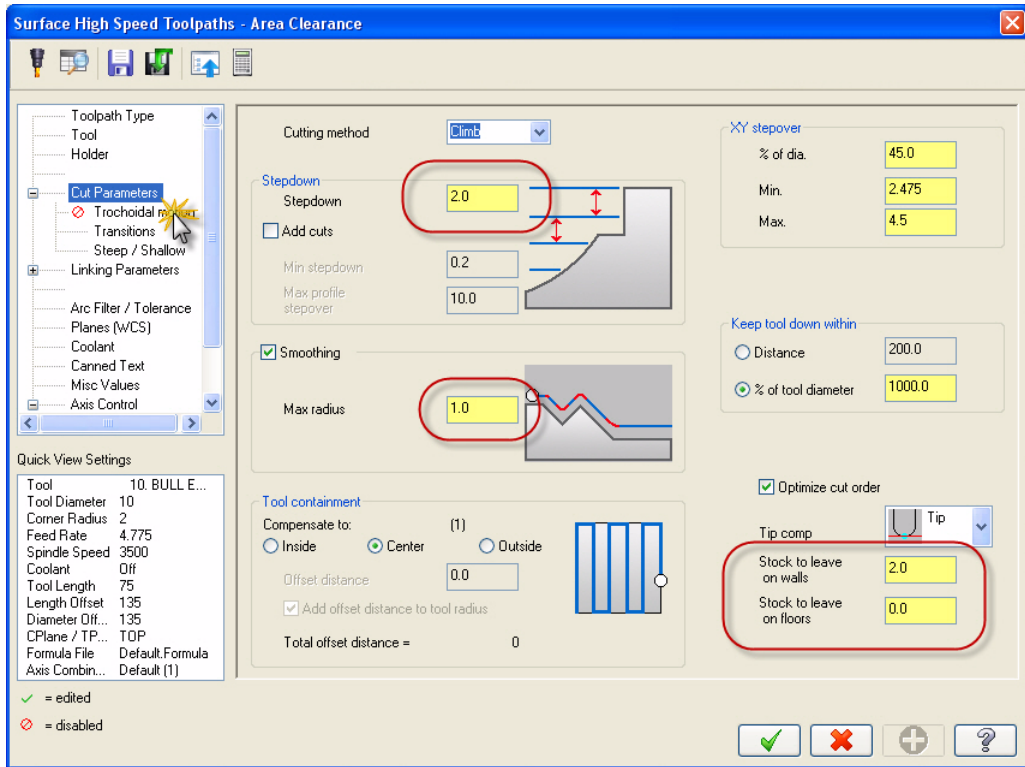 Surface High Speed Toolpaths - Area Clearance
Toolpath Type
Tool
Holder
Cut Parameters
Trochoidal motion
Transitions
Steep / Shallow
Linking Parameters
Arc Filter / Tolerance
Planes (WCS)
Coolant
Canned Text
Misc Values
Axis Control
Quick View Settings
Tool 10. BULL E...
Tool Diameter 10
Corner Radius 2
Feed Rate 4.775
Spindle Speed 3500
Coolant Off
Tool Length 75
Length Offset 135
Diameter Off... 135
CPlane / TP... TOP
Formula File Default.Formula
Axis Combin... Default (1)
= edited
= disabled
Cutting method Climb
Stepdown
Stepdown 2.0
Add cuts
Min stepdown 0.2
Max profile
stepover 10.0
Smoothing
Max radius 1.0
Tool containment
Compensate to: (1)
Inside Center Outside
Offset distance 0.0
Add offset distance to tool radius
Total offset distance = 0
XY stepover
% of dia. 45.0
Min. 2.475
Max. 4.5
Keep tool down within
Distance 200.0
% of tool diameter 1000.0
Optimize cut order
Tip comp Tip
Stock to leave
on walls 2.0
Stock to leave
on floors 0.0